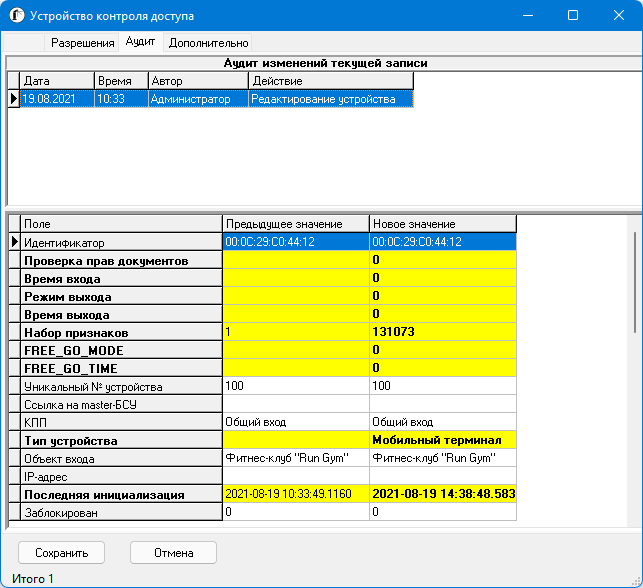 Устройство контроля доступа
Разрешения Аудит Дополнительно
Аудит изменений текущей записи
Дата Время Автор Действие
19.08.2021 10:33 Администратор Редактирование устройства
Поле Предыдущее значение Новое значение
Идентификатор 00:0C:29:C0:44:12 00:0C:29:C0:44:12
Проверка прав документов 0
Время входа 0
Режим выхода 0
Время выхода 0
Набор признаков 1 131073
FREE_GO_MODE 0
FREE_GO_TIME 0
Уникальный № устройства 100 100
Ссылка на master-БСУ
КПП Общий вход Общий вход
Тип устройства Мобильный терминал
Объект входа Фитнес-клуб "Run Gym" Фитнес-клуб "Run Gym"
IP-адрес
Последняя инициализация 2021-08-19 10:33:49.1160 2021-08-19 14:38:48.583
Заблокирован 0 0
Сохранить Отмена
Итого 1